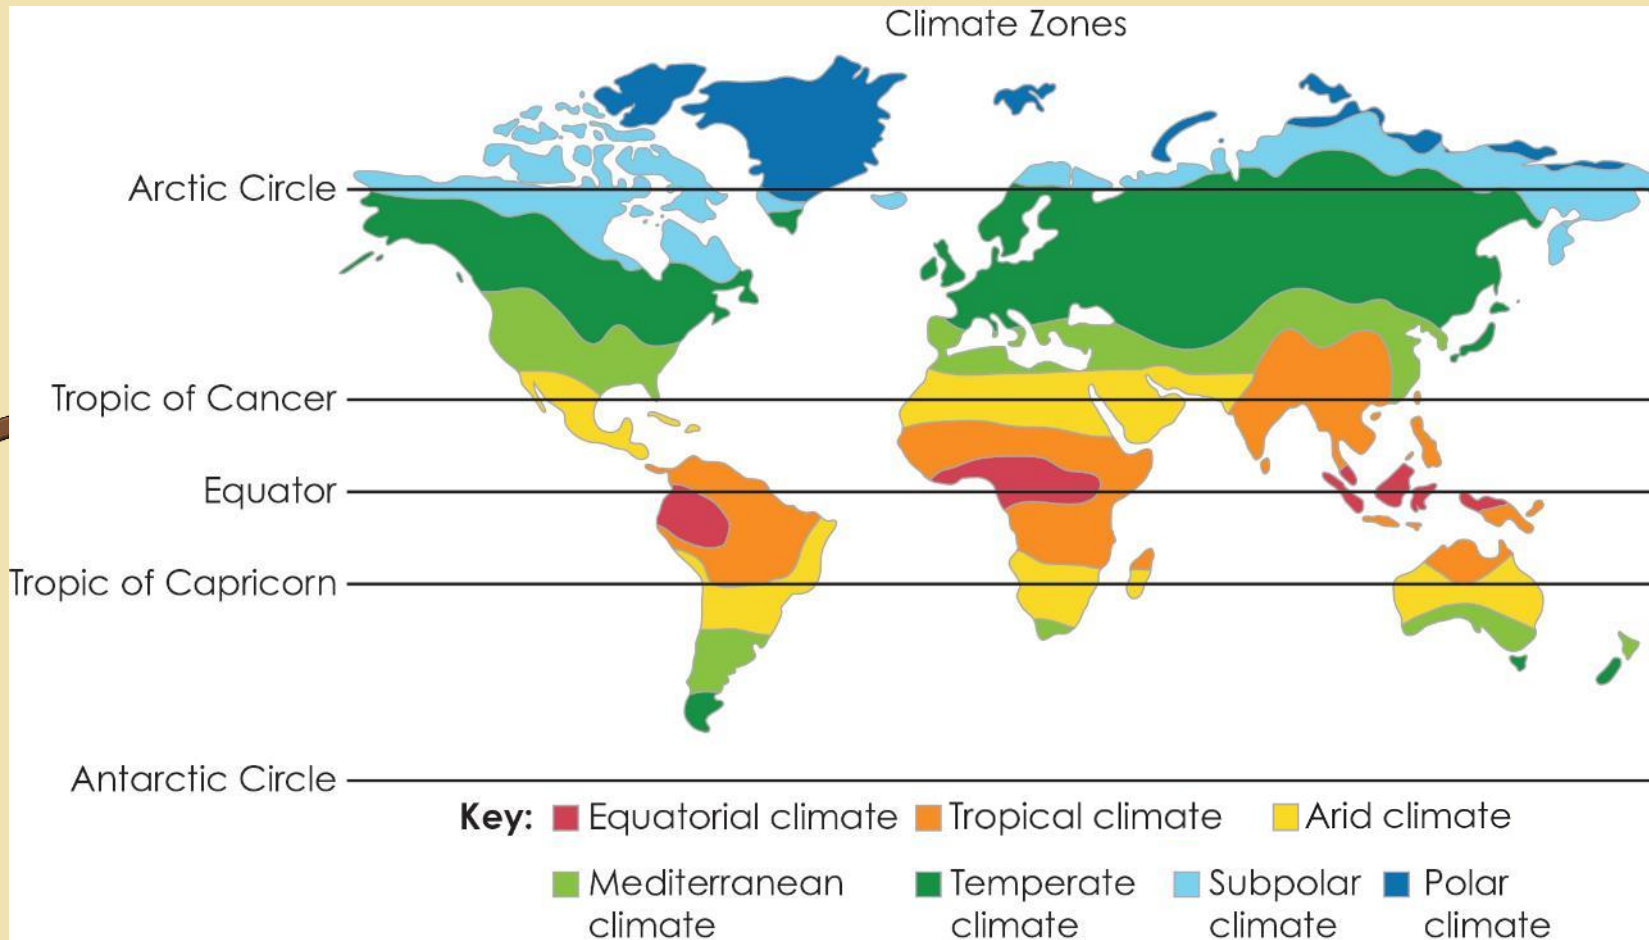 Climate Zones
Arctic Circle
Tropic of Cancer
Equator
Tropic of Capricorn
Antarctic Circle
Key: Equatorial climate Tropical climate Arid climate
Mediterranean climate Temperate climate Subpolar climate Polar climate